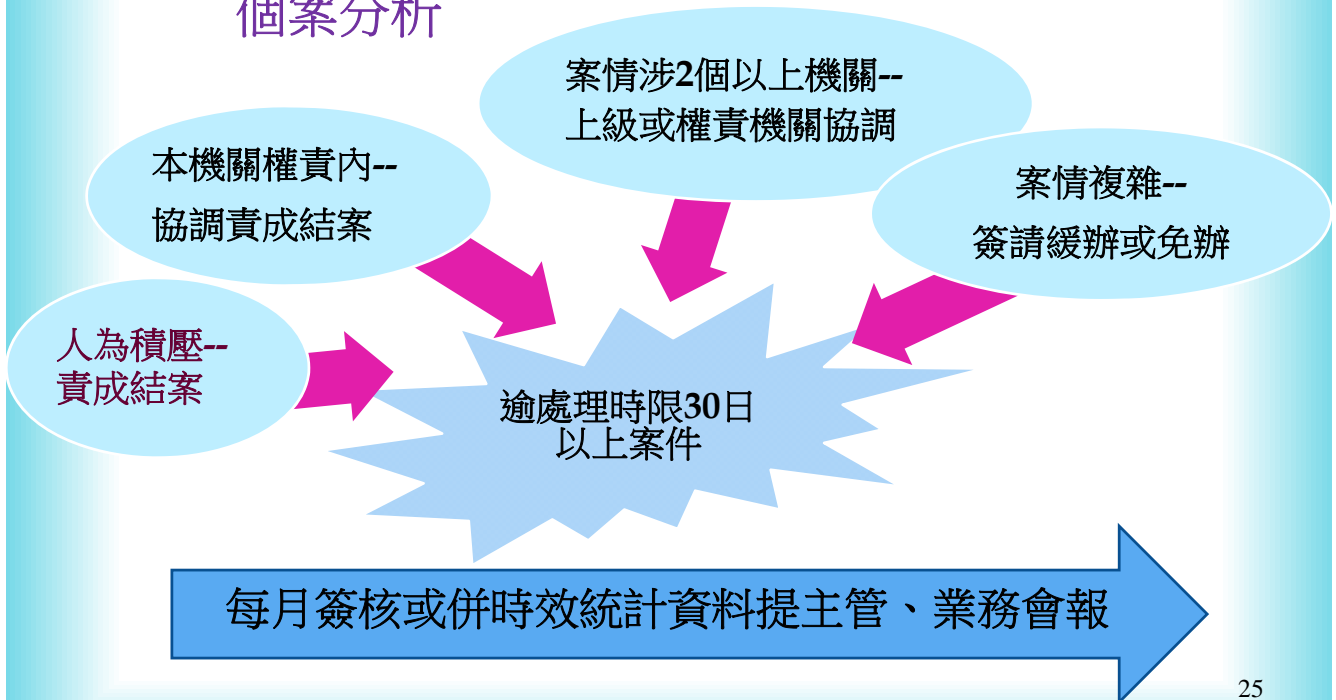 個案分析
案情涉2個以上機關--
上級或權責機關協調
本機關權責內--
協調責成結案
案情複雜--
簽請緩辦或免辦
人為積壓--
責成結案
逾處理時限30日
以上案件
每月簽核或併時效統計資料提主管、業務會報
25